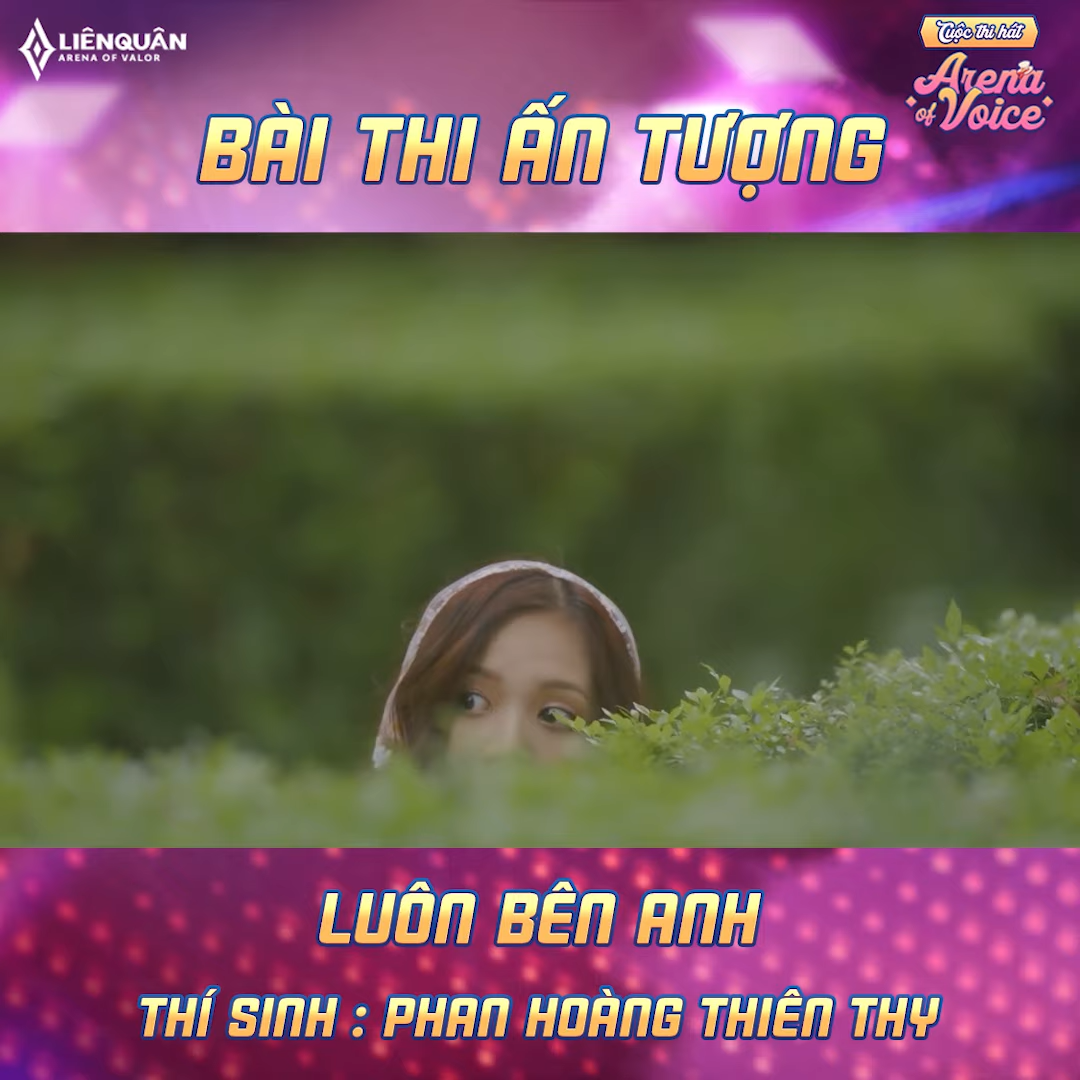 LIÊNQUÂN
ARENA OF VALOR
Cuộc thi hát
Arena
of Voice
BÀI THI ẤN TƯỢNG
LUÔN BÊN ANH
THÍ SINH : PHAN HOÀNG THIÊN THY